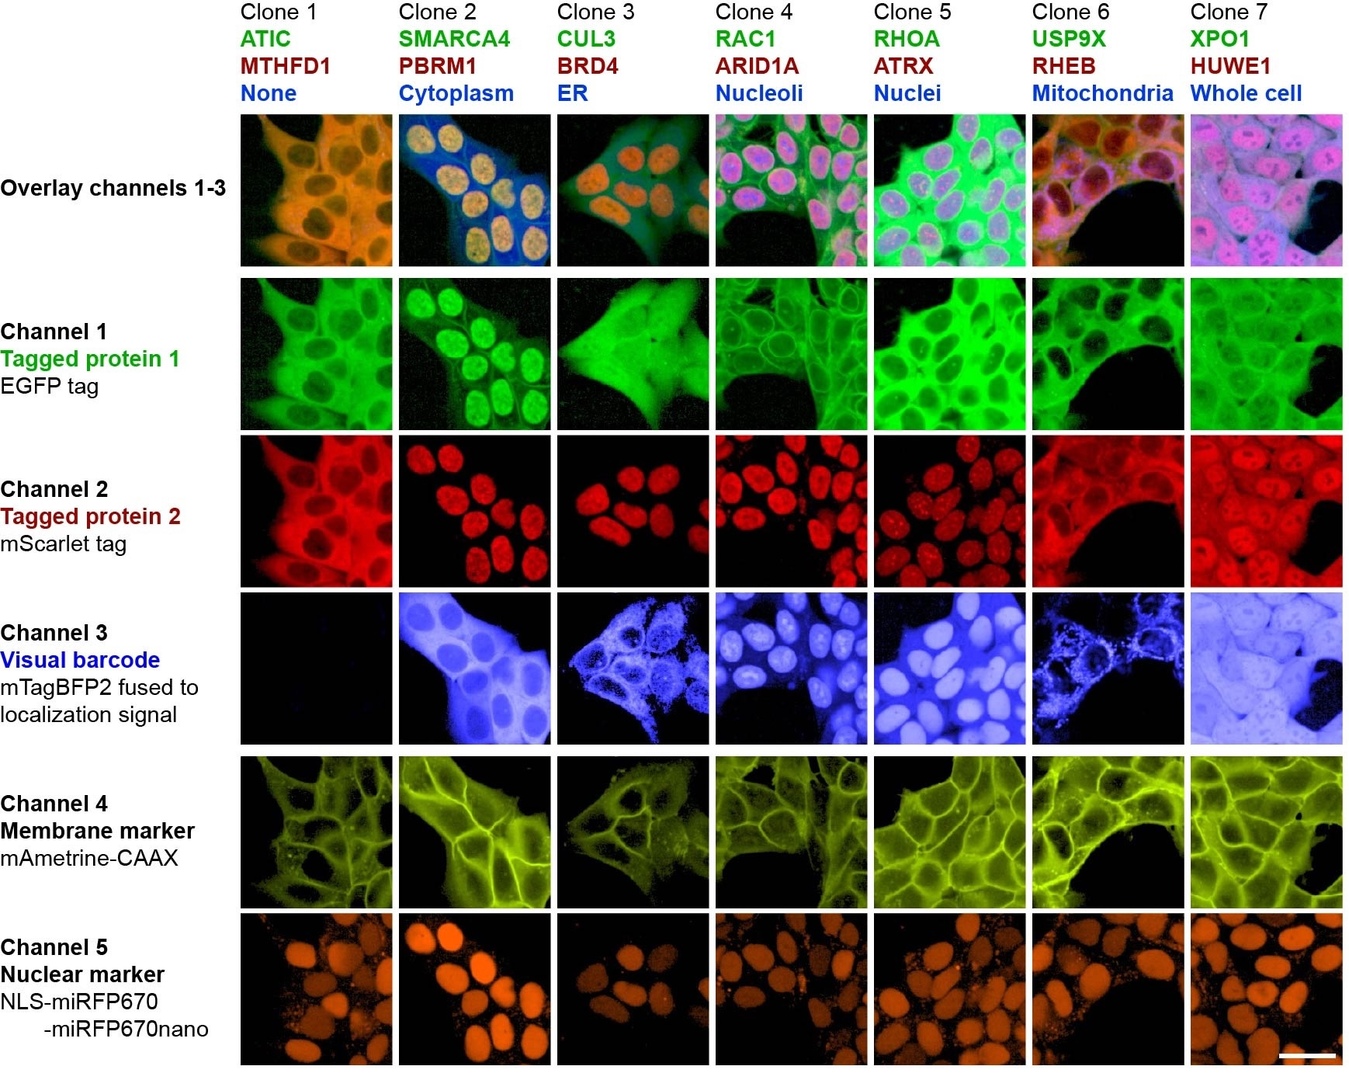 Clone 1
ATIC
MTHFD1
None
Clone 2
SMARCA4
PBRM1
Cytoplasm
Clone 3
CUL3
BRD4
ER
Clone 4
RAC1
ARID1A
Nucleoli
Clone 5
RHOA
ATRX
Nuclei
Clone 6
USP9X
RHEB
Mitochondria
Clone 7
XPO1
HUWE1
Whole cell
Overlay channels 1-3
Channel 1
Tagged protein 1
EGFP tag
Channel 2
Tagged protein 2
mScarlet tag
Channel 3
Visual barcode
mTagBFP2 fused to
localization signal
Channel 4
Membrane marker
mAmetrine-CAAX
Channel 5
Nuclear marker
NLS-miRFP670
-miRFP670nano